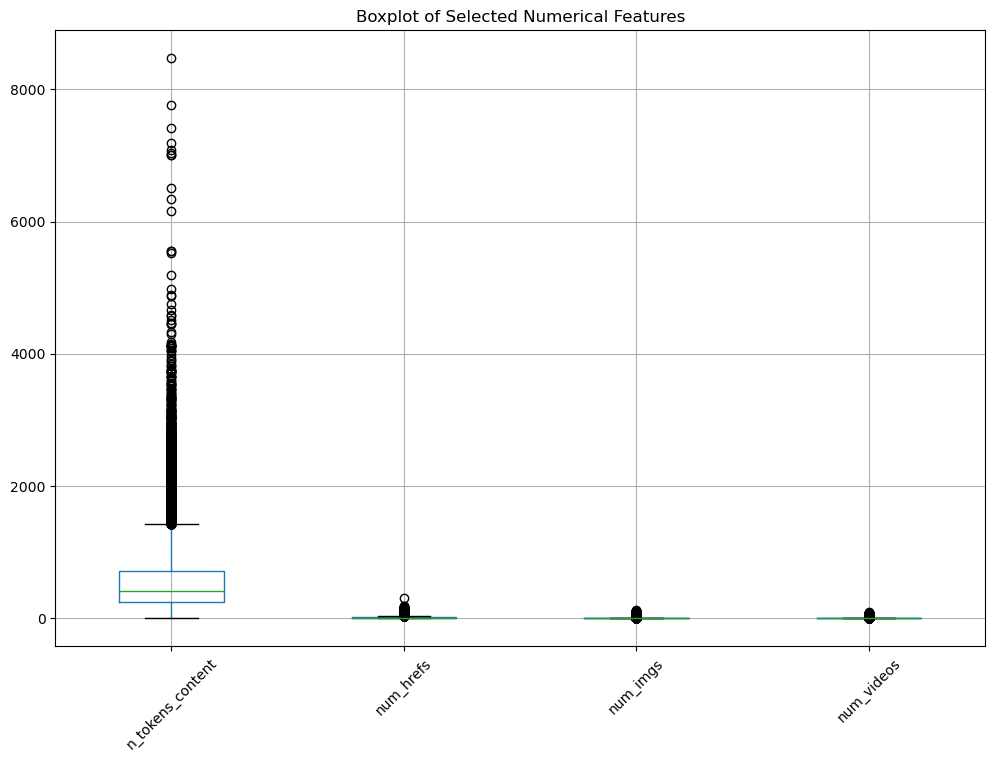 Boxplot of Selected Numerical Features
8000
6000
4000
2000
0
n_tokens_content
num_hrefs
num_imgs
num_videos